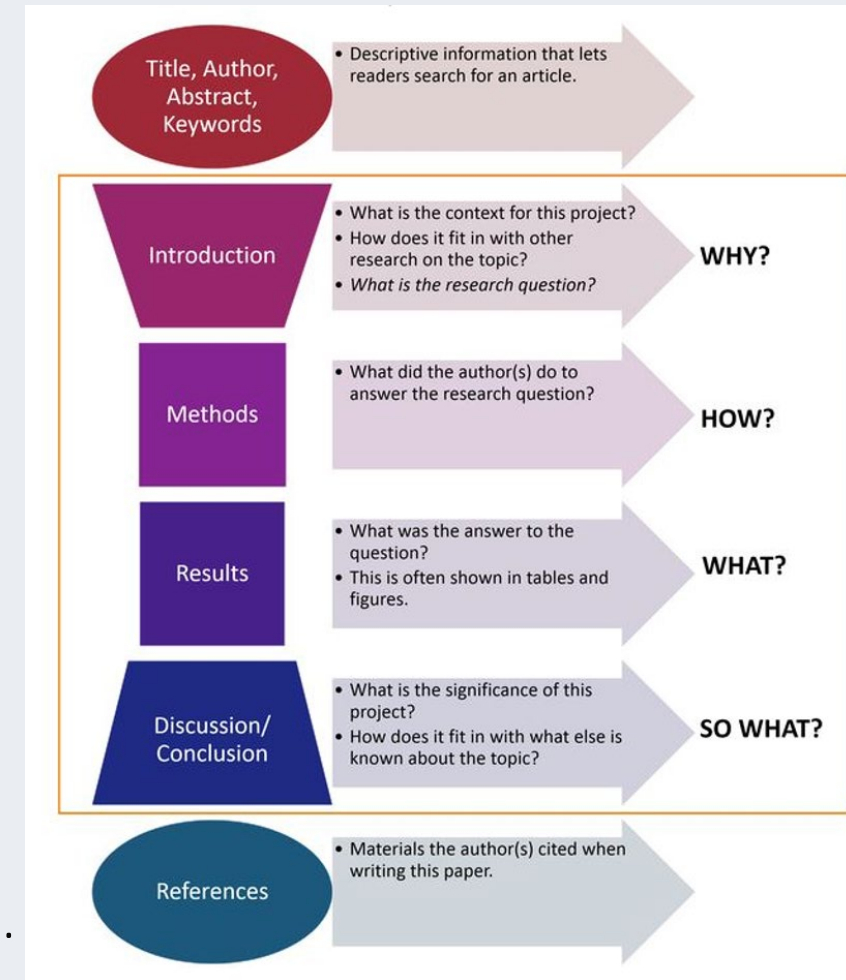 Title, Author,
Abstract,
Keywords
• Descriptive information that lets
readers search for an article.
Introduction
• What is the context for this project?
• How does it fit in with other
research on the topic?
• What is the research question?
WHY?
Methods
• What did the author(s) do to
answer the research question?
HOW?
Results
• What was the answer to the
question?
• This is often shown in tables and
figures.
WHAT?
Discussion/
Conclusion
• What is the significance of this
project?
• How does it fit in with what else is
known about the topic?
SO WHAT?
References
• Materials the author(s) cited when
writing this paper.
.